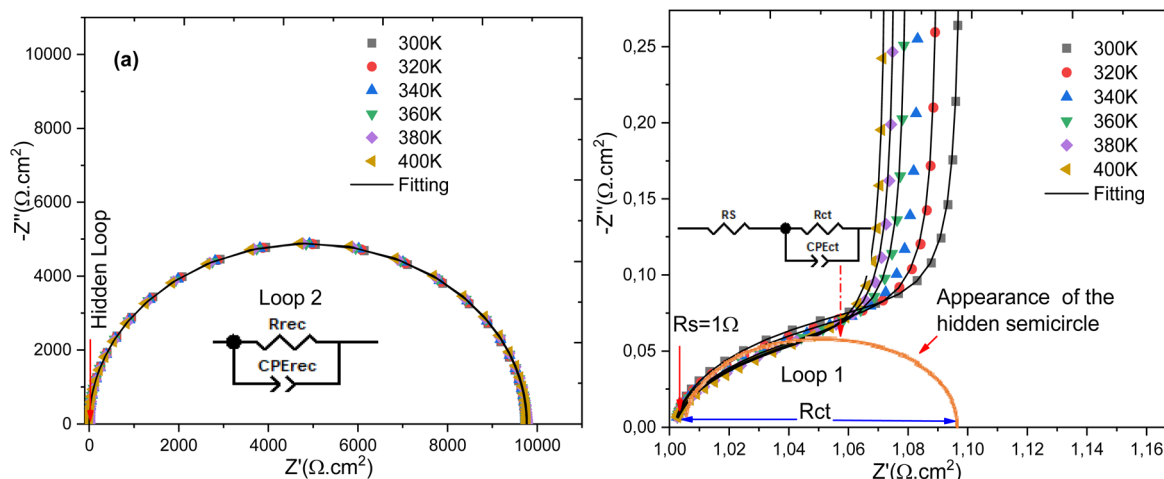 (a)
300K
320K
340K
360K
380K
400K
Fitting
Hidden Loop
Loop 2
Rrec
CPErec
-Z''(Ω.cm²)
10000
8000
6000
4000
2000
0
0 2000 4000 6000 8000 10000
Z'(Ω.cm²)
300K
320K
340K
360K
380K
400K
Fitting
RS
Rct
CPEct
Appearance of the
hidden semicircle
Rs=1Ω
Loop 1
Rct
-Z''(Ω.cm²)
0,25
0,20
0,15
0,10
0,05
0,00
1,00 1,02 1,04 1,06 1,08 1,10 1,12 1,14 1,16
Z'(Ω.cm²)